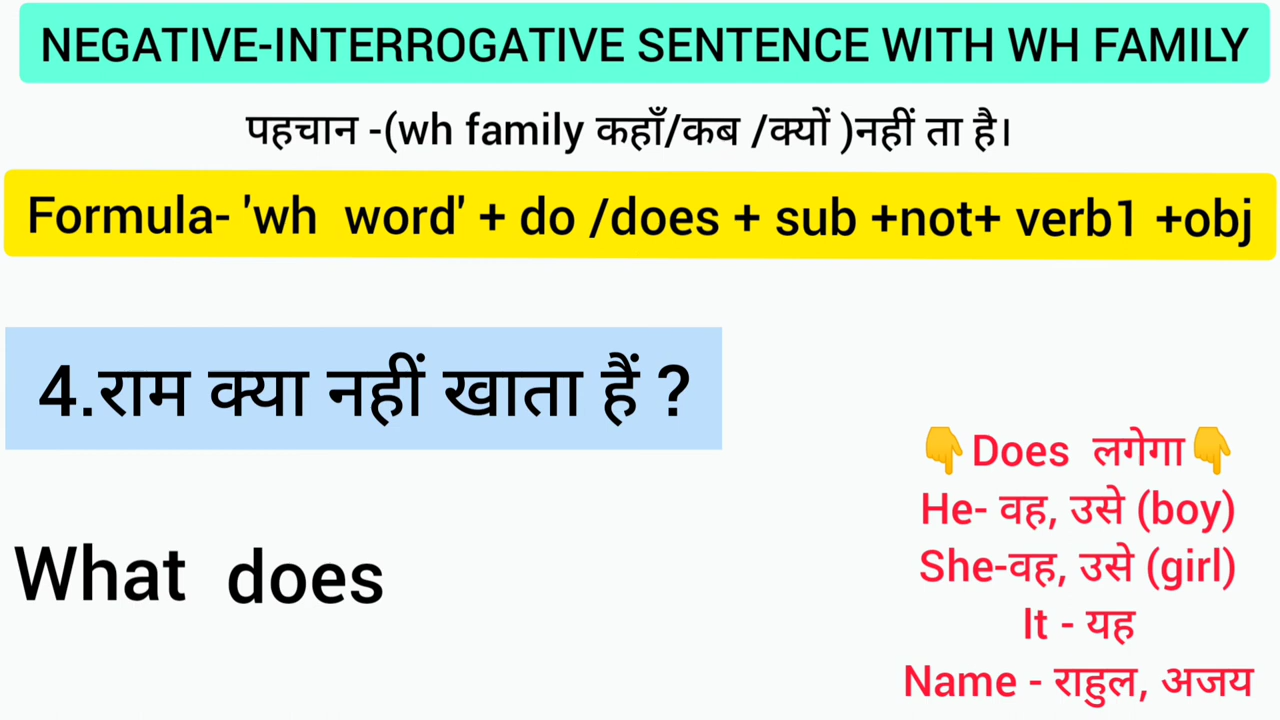 NEGATIVE-INTERROGATIVE SENTENCE WITH WH FAMILY
पहचान -(wh family कहाँ/कब /क्यों )नहीं ता है।
Formula- 'wh word' + do /does + sub +not+ verb1 +obj
4.राम क्या नहीं खाता हैं ?
What does
👇Does लगेगा👇
He- वह, उसे (boy)
She-वह, उसे (girl)
It - यह
Name - राहुल, अजय